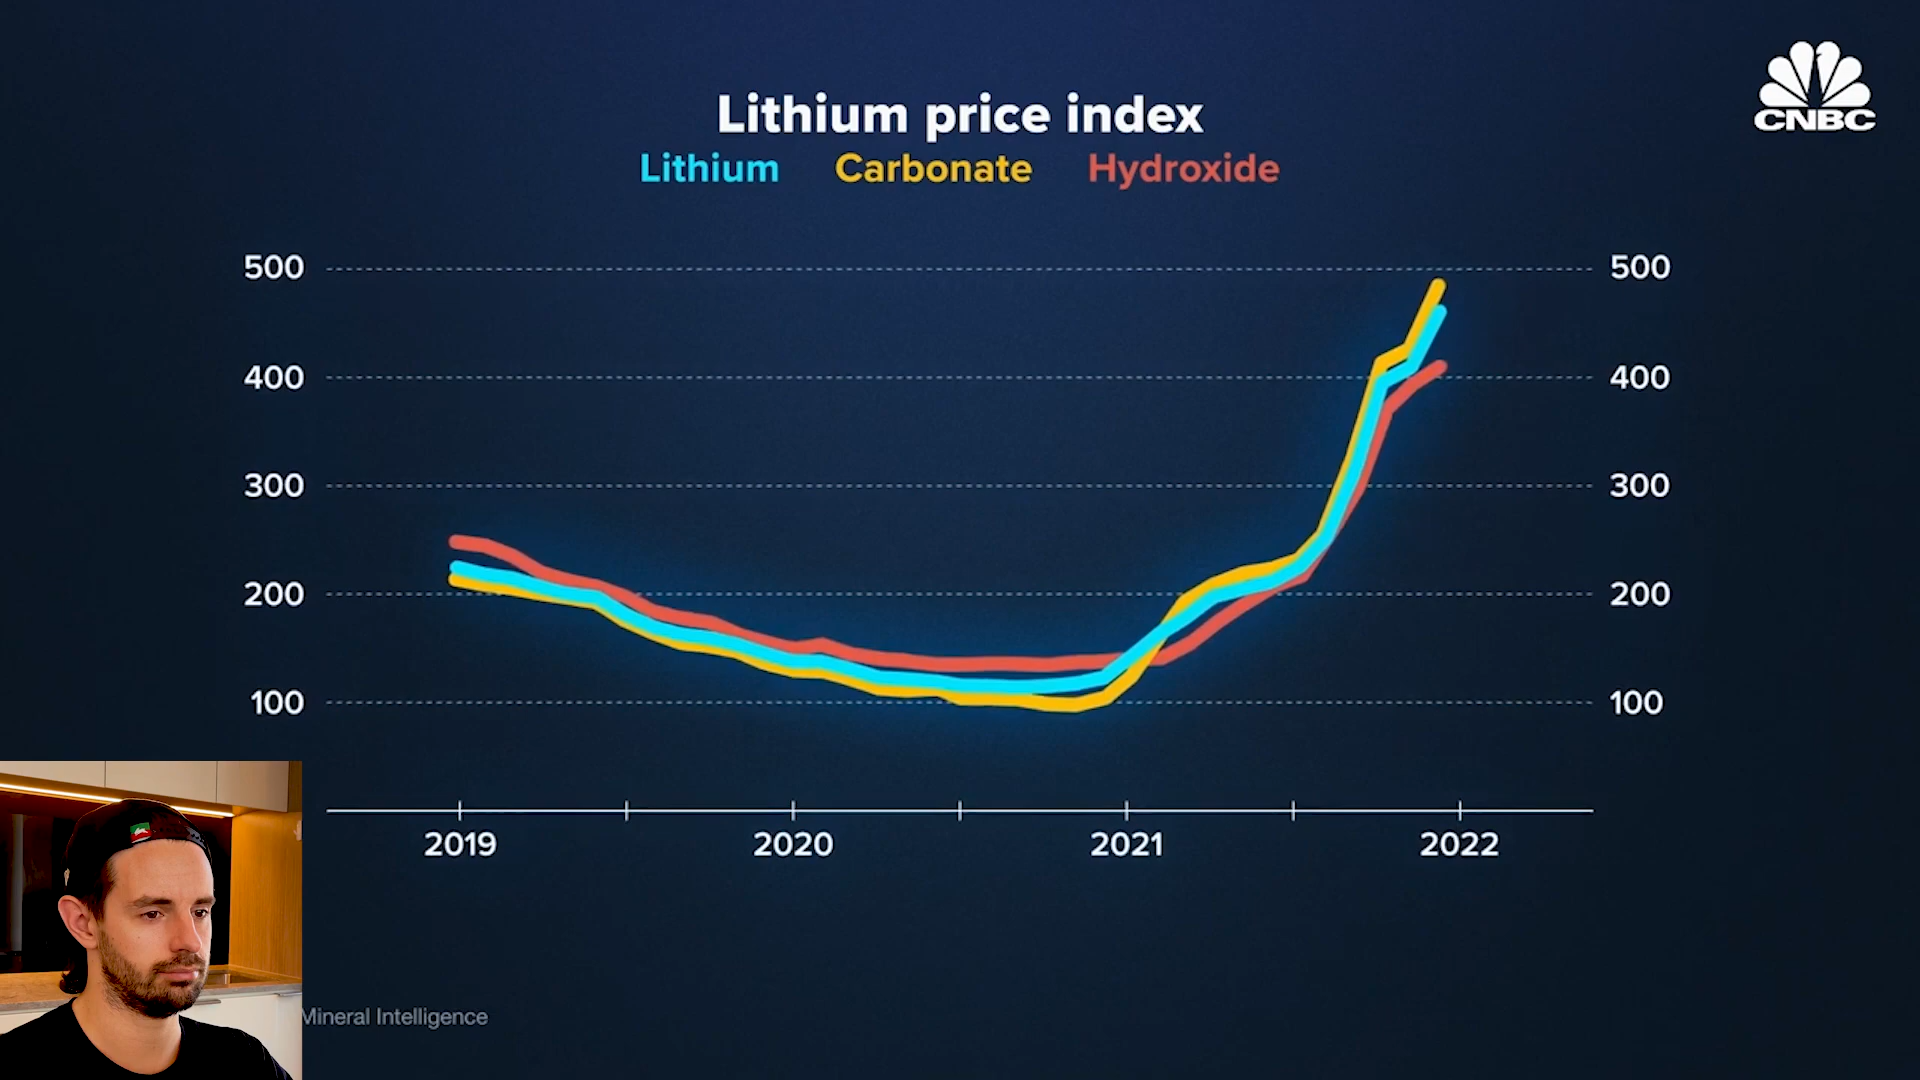 CNBC
Lithium price index
Lithium Carbonate Hydroxide
500 500
400 400
300 300
200 200
100 100
2019 2020 2021 2022
Mineral Intelligence